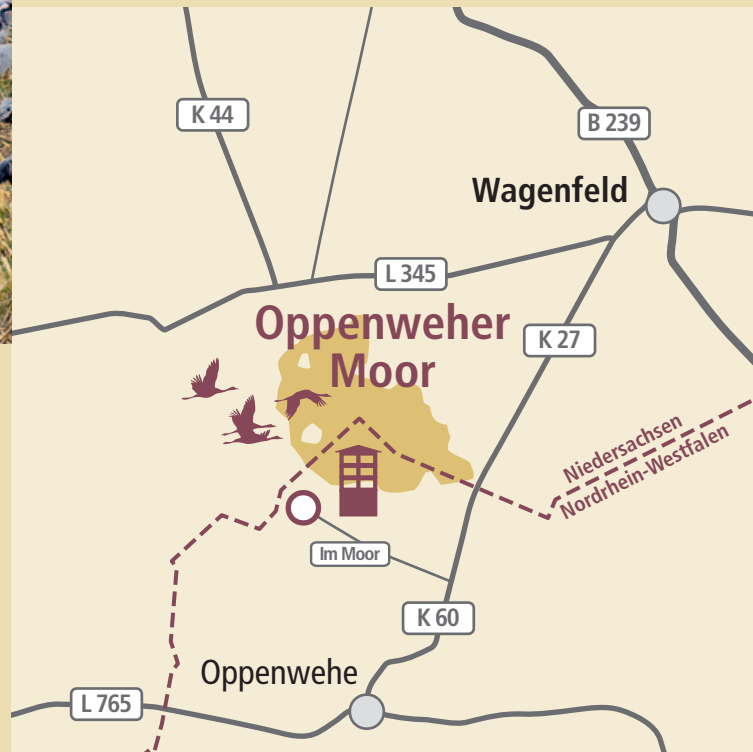 K 44
B 239
Wagenfeld
L 345
Oppenweher
Moor
K 27
Niedersachsen
Nordrhein-Westfalen
Im Moor
K 60
Oppenwehe
L 765